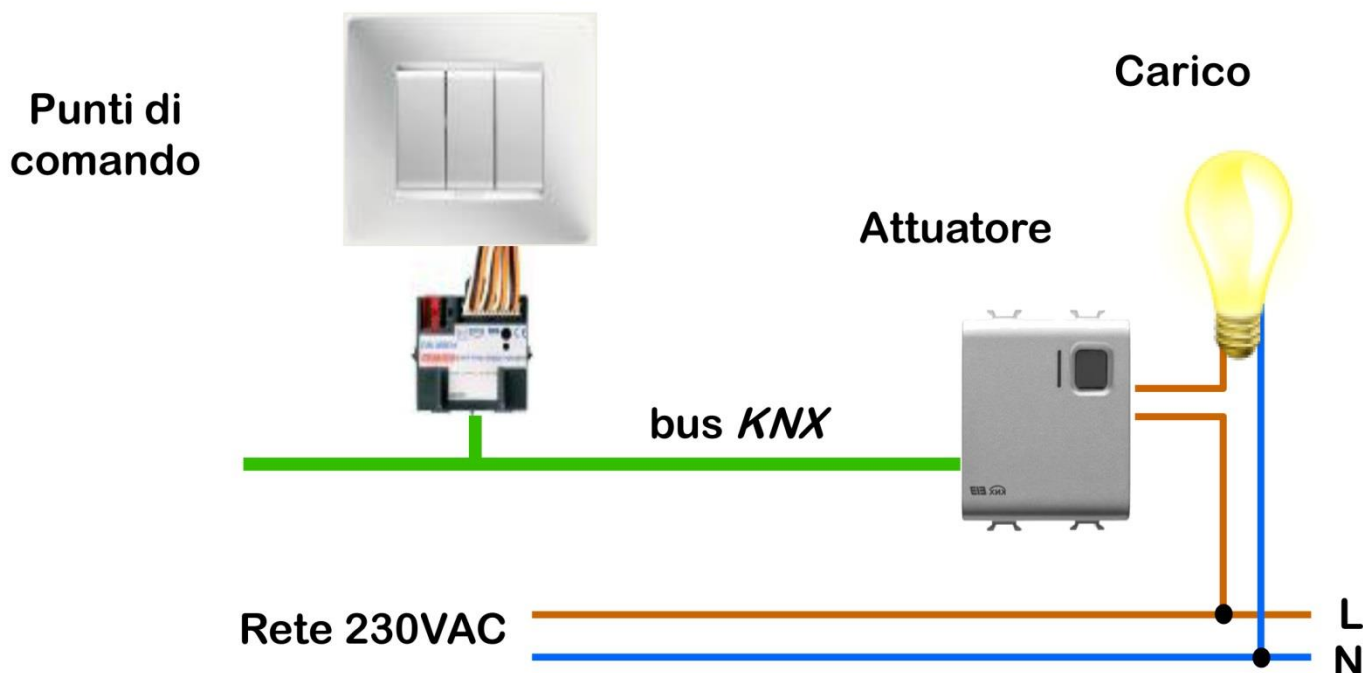 Carico
Punti di
comando
Attuatore
bus KNX
Rete 230VAC
L
N